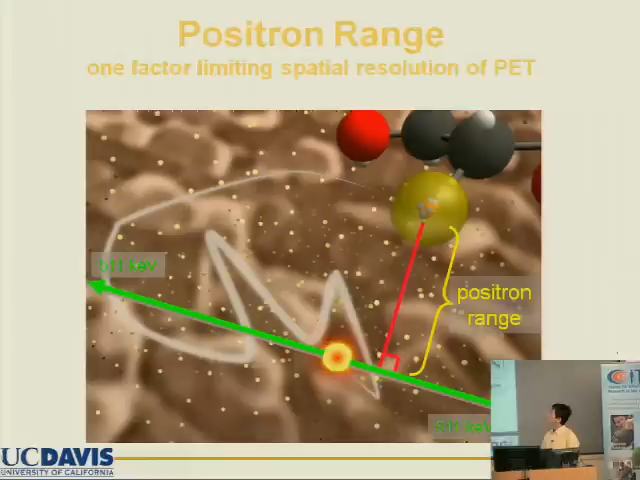 Positron Range
one factor limiting spatial resolution of PET
511 keV
positron
range
511 keV
UCDAVIS
UNIVERSITY OF CALIFORNIA